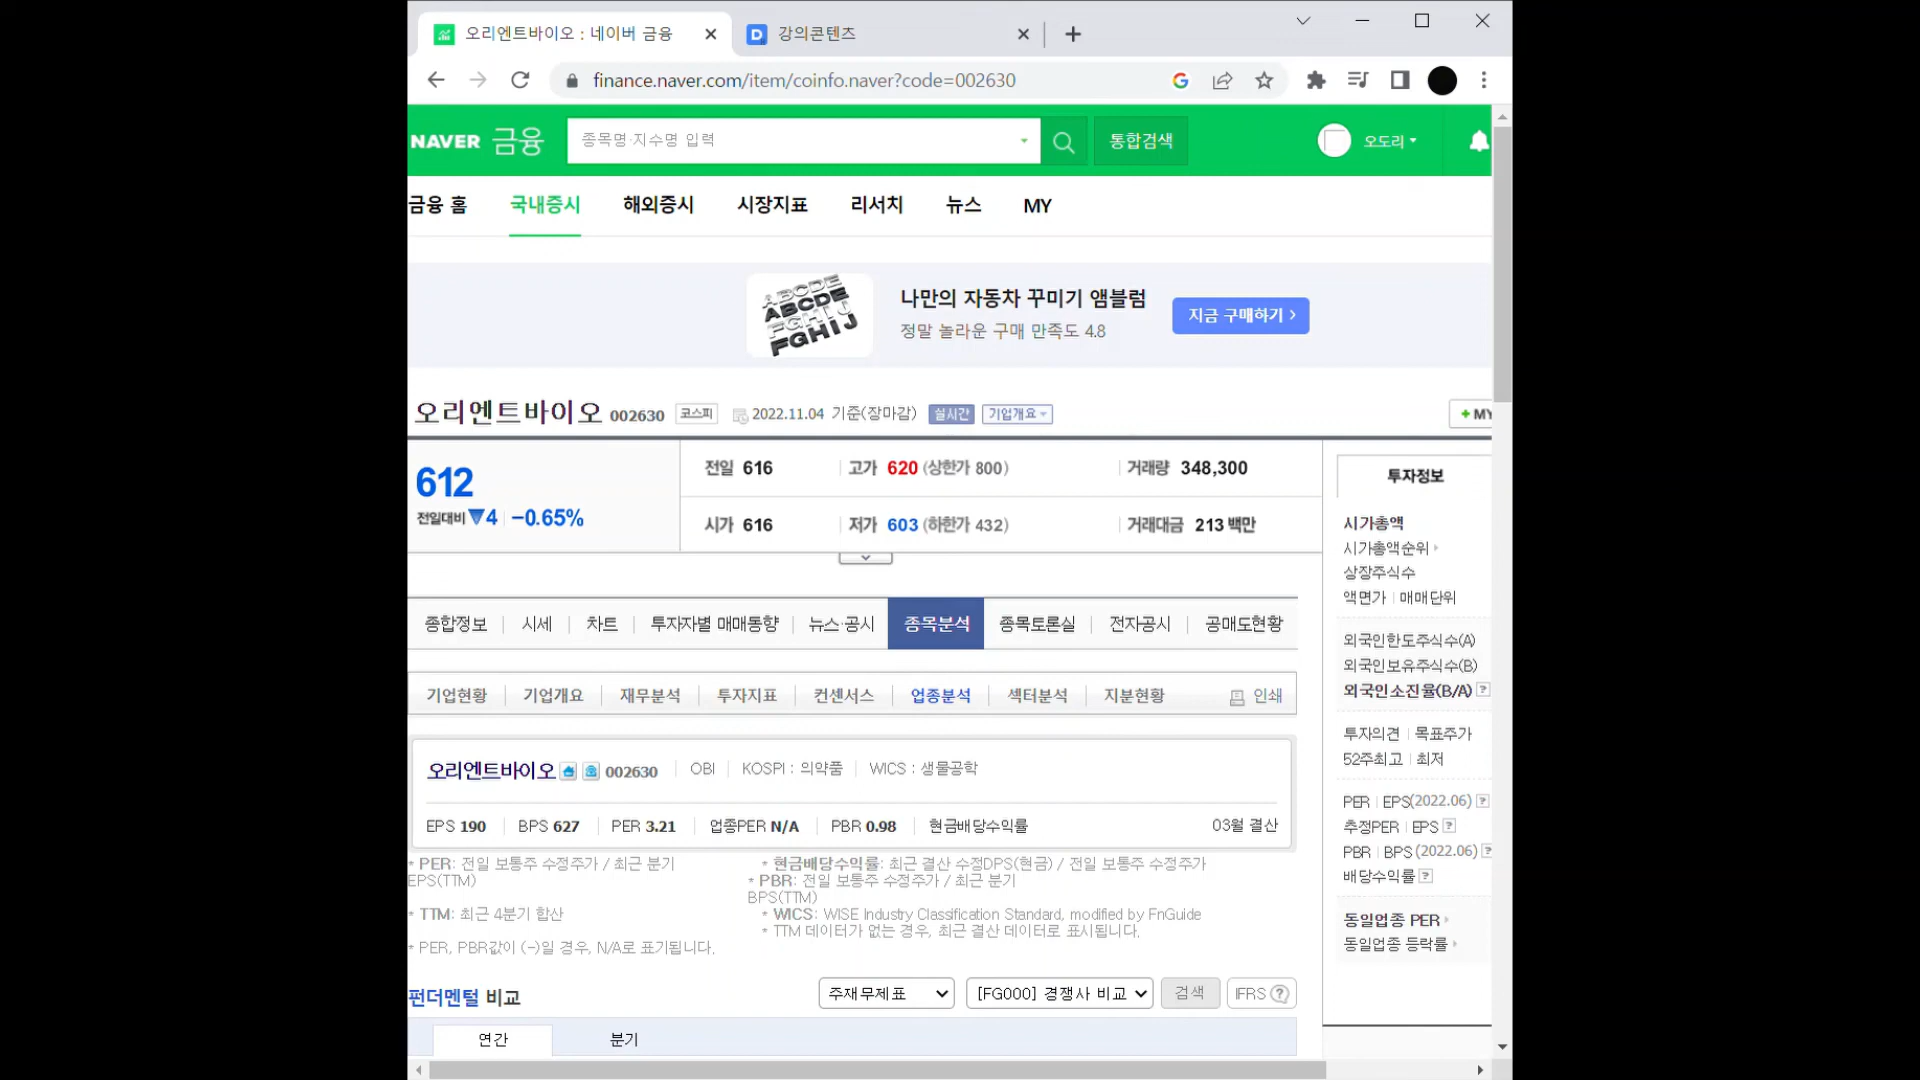 오리엔트바이오 : 네이버 금융
강의콘텐츠
finance.naver.com/item/coinfo.naver?code=002630
NAVER 금융 종목명·지수명 입력 통합검색 오도리
금융 홈 국내증시 해외증시 시장지표 리서치 뉴스 MY
ABCDE
ABCDE
FGHIJ
FGHIJ
나만의 자동차 꾸미기 앰블럼
정말 놀라운 구매 만족도 4.8
지금 구매하기 >
오리엔트바이오 002630 코스피 2022.11.04 기준(장마감) 실시간 기업개요
+ MY
612
전일대비 ▼4 -0.65%
전일 616 고가 620 (상한가 800) 거래량 348,300
시가 616 저가 603 (하한가 432) 거래대금 213 백만
종합정보 시세 차트 투자자별 매매동향 뉴스·공시 종목분석 종목토론실 전자공시 공매도현황
기업현황 기업개요 재무분석 투자지표 컨센서스 업종분석 섹터분석 지분현황 인쇄
오리엔트바이오 002630 OBI KOSPI : 의약품 WICS : 생물공학
EPS 190 BPS 627 PER 3.21 업종PER N/A PBR 0.98 현금배당수익률 03월 결산
* PER: 전일 보통주 수정주가 / 최근 분기
EPS(TTM)
* TTM: 최근 4분기 합산
* PER, PBR값이 (-)일 경우, N/A로 표기됩니다.
* 현금배당수익률: 최근 결산 수정DPS(현금) / 전일 보통주 수정주가
* PBR: 전일 보통주 수정주가 / 최근 분기
BPS(TTM)
* WICS: WISE Industry Classification Standard, modified by FnGuide
* TTM 데이터가 없는 경우, 최근 결산 데이터로 표시됩니다.
펀더멘털 비교 주재무제표 [FG000] 경쟁사 비교 검색 IFRS ?
연간 분기
투자정보
시가총액
시가총액순위
상장주식수
액면가 매매단위
외국인한도주식수(A)
외국인보유주식수(B)
외국인소진율(B/A) ?
투자의견 목표주가
52주최고 최저
PER EPS(2022.06) ?
추정PER EPS ?
PBR BPS (2022.06) ?
배당수익률 ?
동일업종 PER
동일업종 등락률